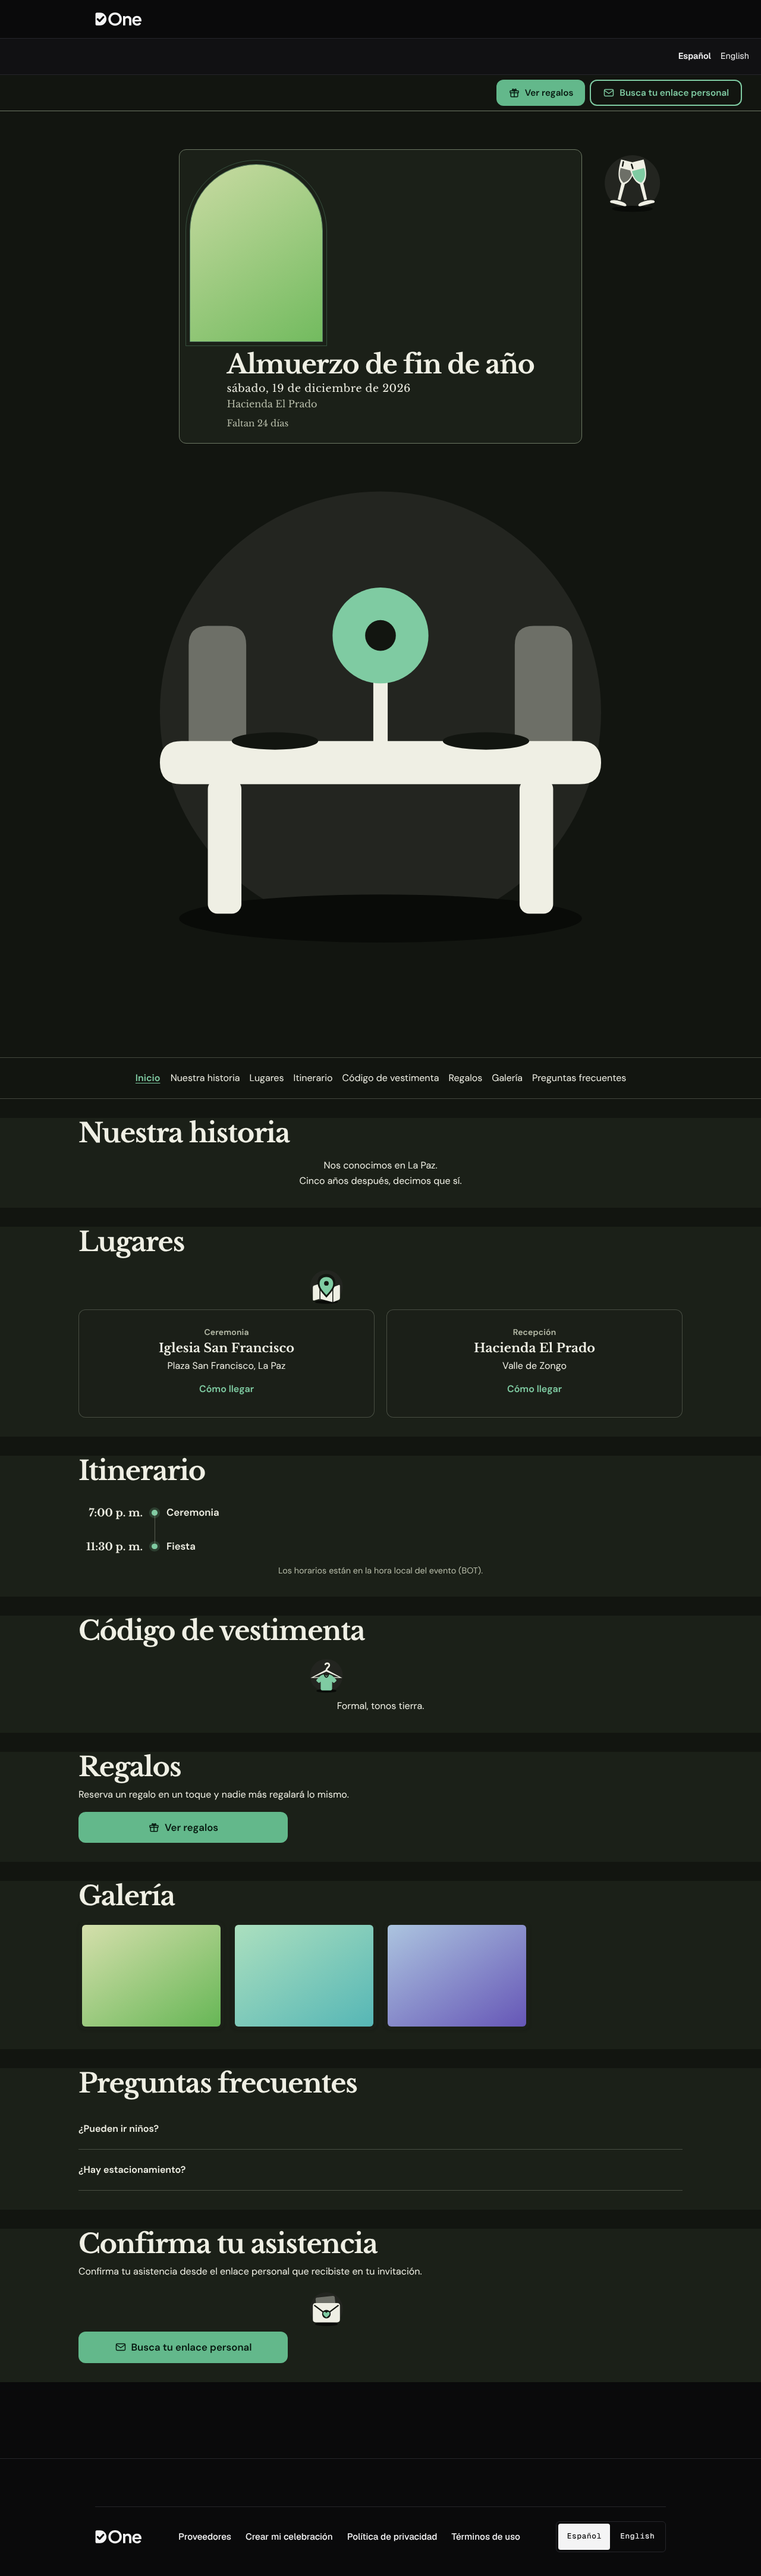 DOne
Español English
Ver regalos Busca tu enlace personal
Almuerzo de fin de año
sábado, 19 de diciembre de 2026
Hacienda El Prado
Faltan 24 días
Inicio Nuestra historia Lugares Itinerario Código de vestimenta Regalos Galería Preguntas frecuentes
Nuestra historia
Nos conocimos en La Paz.
Cinco años después, decimos que sí.
Lugares
Ceremonia
Iglesia San Francisco
Plaza San Francisco, La Paz
Cómo llegar
Recepción
Hacienda El Prado
Valle de Zongo
Cómo llegar
Itinerario
7:00 p. m. Ceremonia
11:30 p. m. Fiesta
Los horarios están en la hora local del evento (BOT).
Código de vestimenta
Formal, tonos tierra.
Regalos
Reserva un regalo en un toque y nadie más regalará lo mismo.
Ver regalos
Galería
Preguntas frecuentes
¿Pueden ir niños?
¿Hay estacionamiento?
Confirma tu asistencia
Confirma tu asistencia desde el enlace personal que recibiste en tu invitación.
Busca tu enlace personal
DOne Proveedores Crear mi celebración Política de privacidad Términos de uso Español English